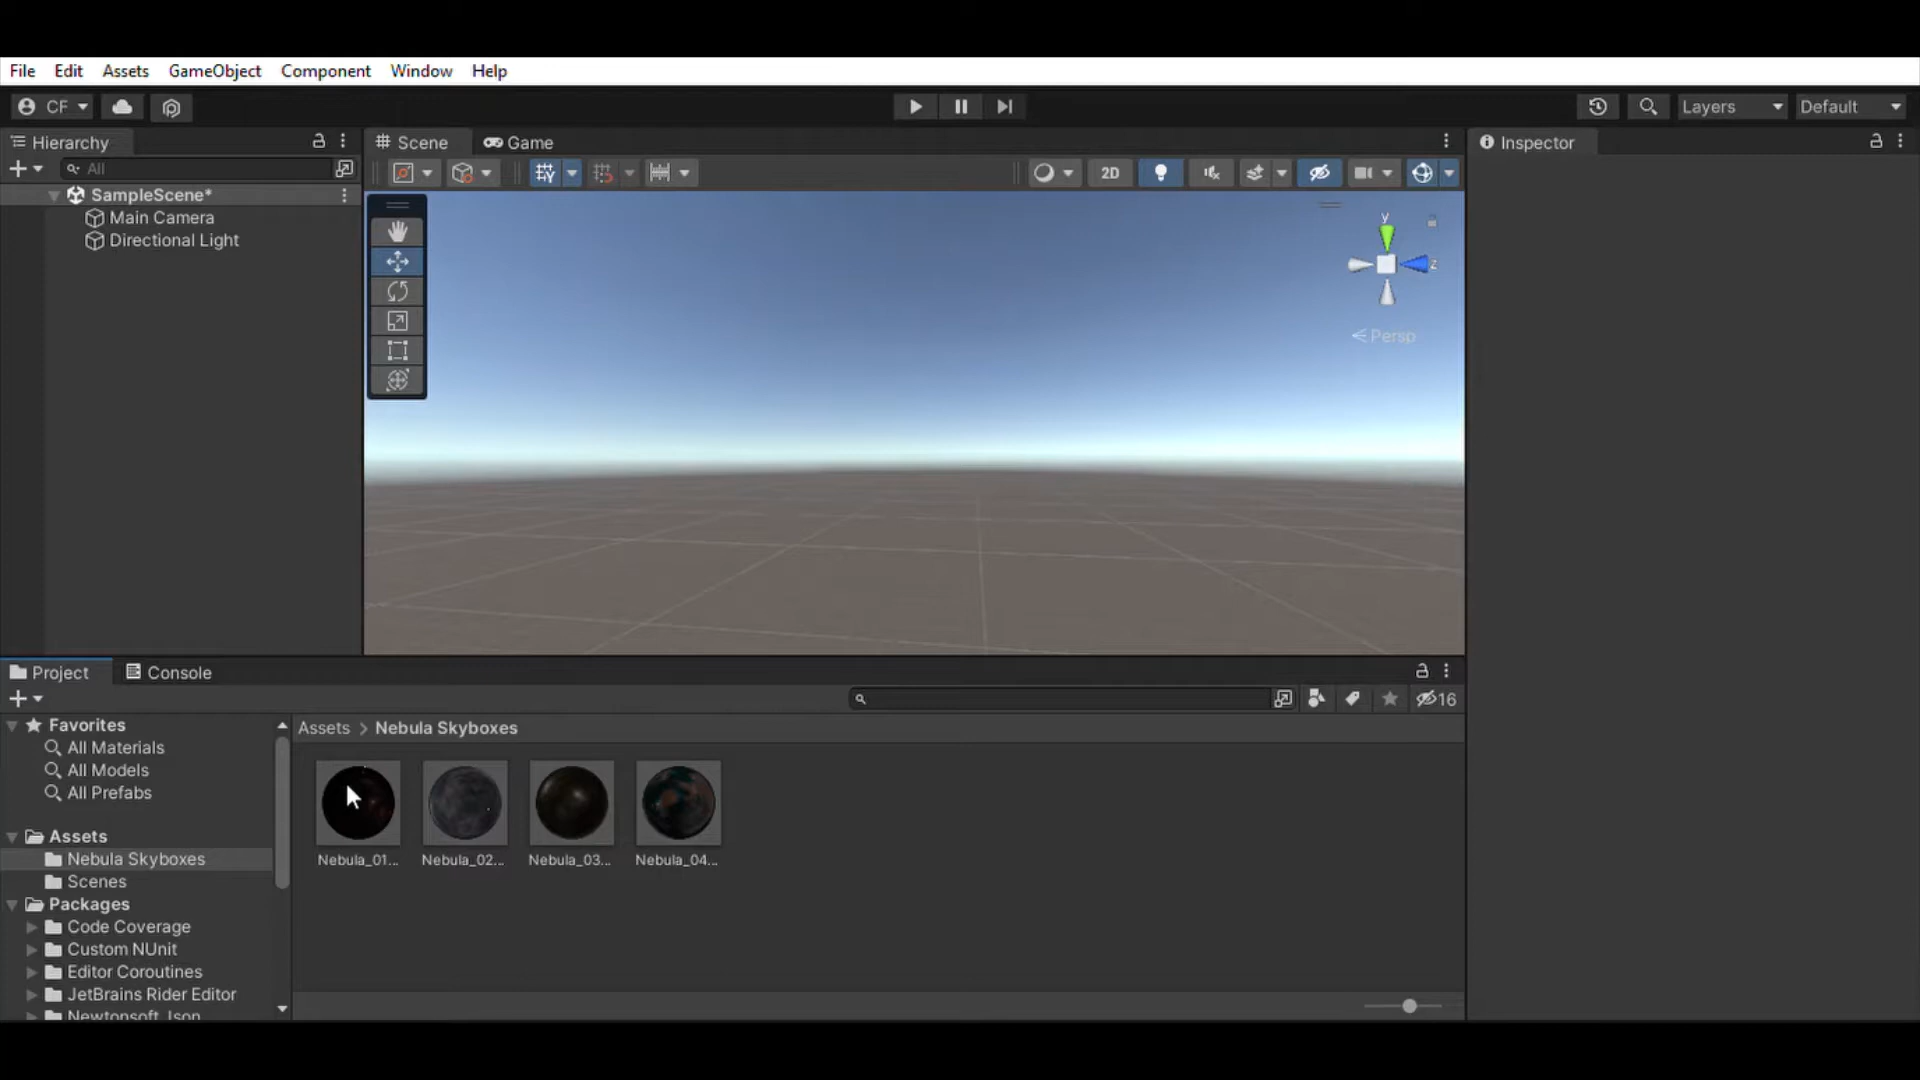 File Edit Assets GameObject Component Window Help
CF Layers Default
Hierarchy Scene Game Inspector
All 2D
SampleScene*
Main Camera
Directional Light
y
z
Persp
Project Console
16
Favorites
All Materials
All Models
All Prefabs
Assets
Nebula Skyboxes
Scenes
Packages
Code Coverage
Custom NUnit
Editor Coroutines
JetBrains Rider Editor
Newtonsoft Json
Assets > Nebula Skyboxes
Nebula_01... Nebula_02... Nebula_03... Nebula_04...